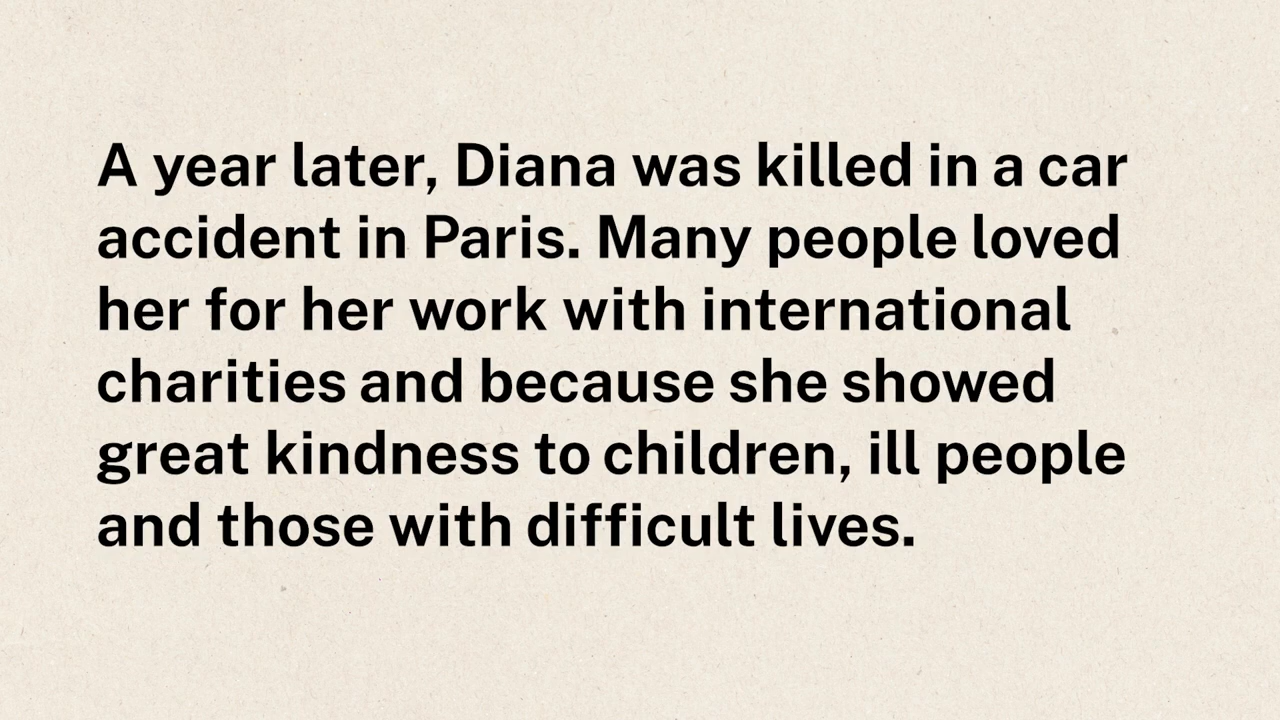 A year later, Diana was killed in a car
accident in Paris. Many people loved
her for her work with international
charities and because she showed
great kindness to children, ill people
and those with difficult lives.